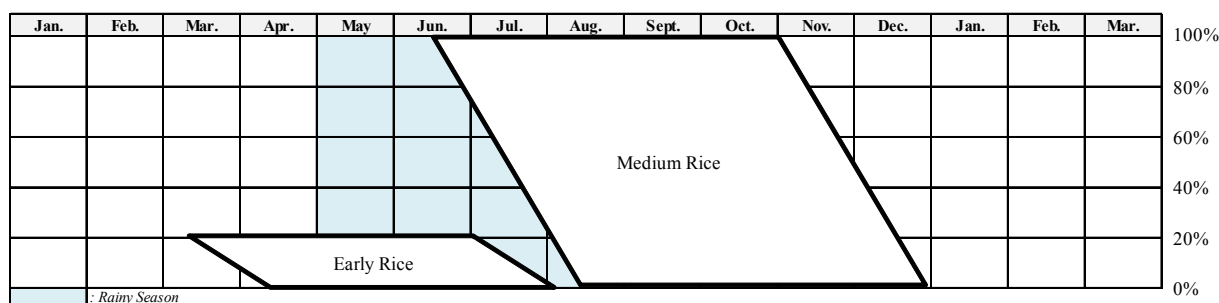 Jan. Feb. Mar. Apr. May Jun. Jul. Aug. Sept. Oct. Nov. Dec. Jan. Feb. Mar.
100%
80%
60%
Medium Rice
40%
20%
Early Rice
0%
: Rainy Season